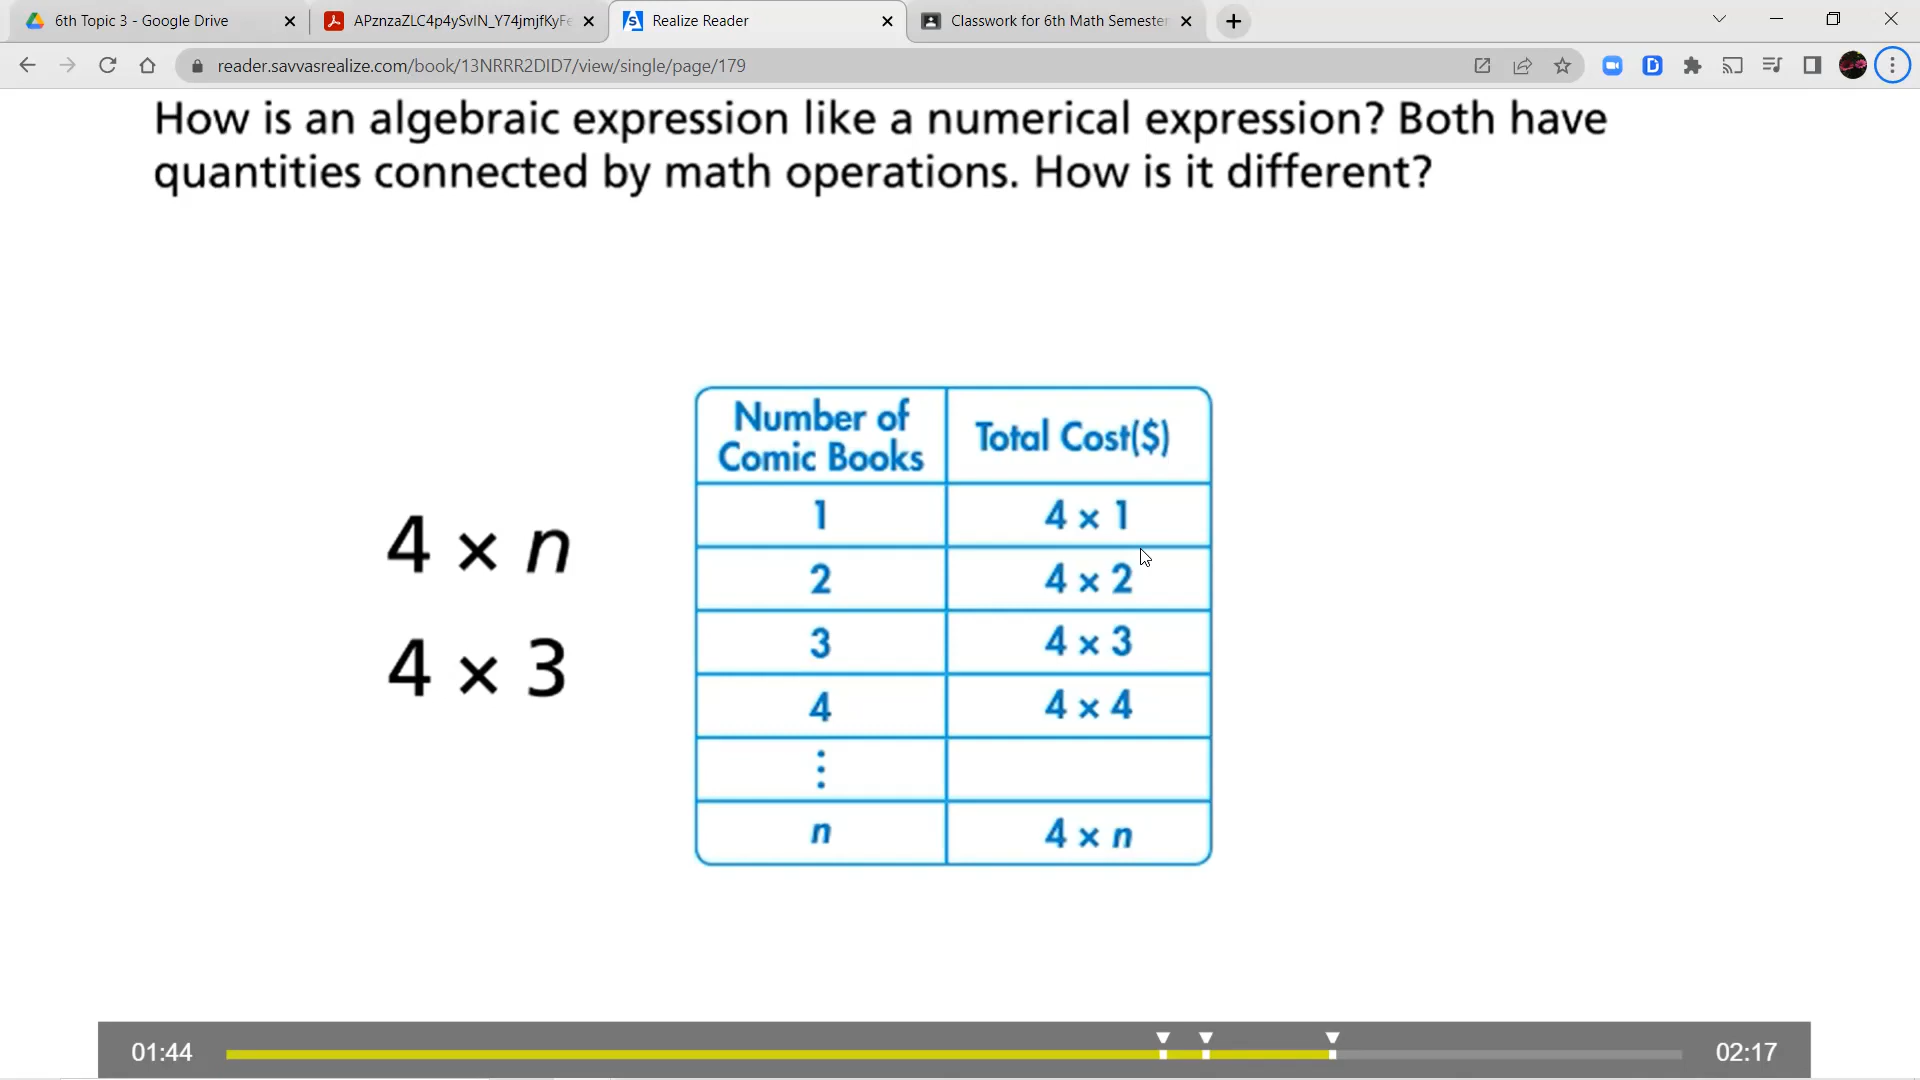 6th Topic 3 - Google Drive
APznzaZLC4p4ySvlN_Y74jmjfKyFe
Realize Reader
Classwork for 6th Math Semester
reader.savvasrealize.com/book/13NRRR2DID7/view/single/page/179
How is an algebraic expression like a numerical expression? Both have
quantities connected by math operations. How is it different?
4 × n
4 × 3
Number of
Comic Books
Total Cost($)
1
4 × 1
2
4 × 2
3
4 × 3
4
4 × 4
⋮
n
4 × n
01:44
02:17